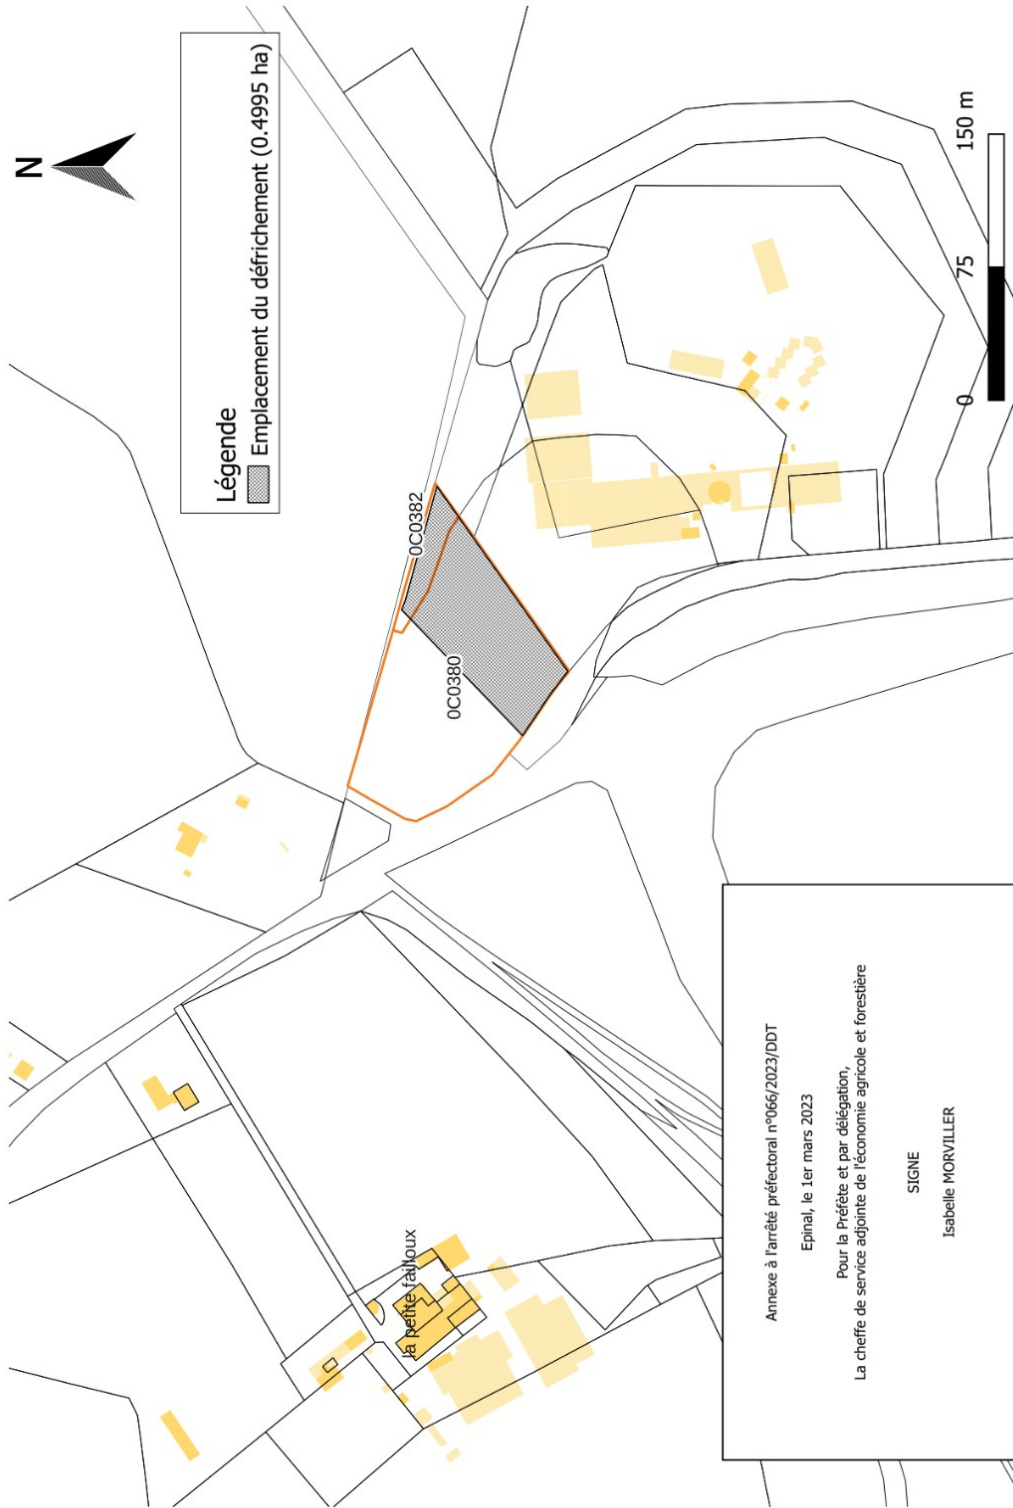 N
Légende
Emplacement du défrichement (0.4995 ha)
0C0382
0C0380
la petite failloux
0 75 150 m
Annexe à l'arrêté préfectoral n°066/2023/DDT
Epinal, le 1er mars 2023
Pour la Préfète et par délégation,
La cheffe de service adjointe de l'économie agricole et forestière
SIGNE
Isabelle MORVILLER